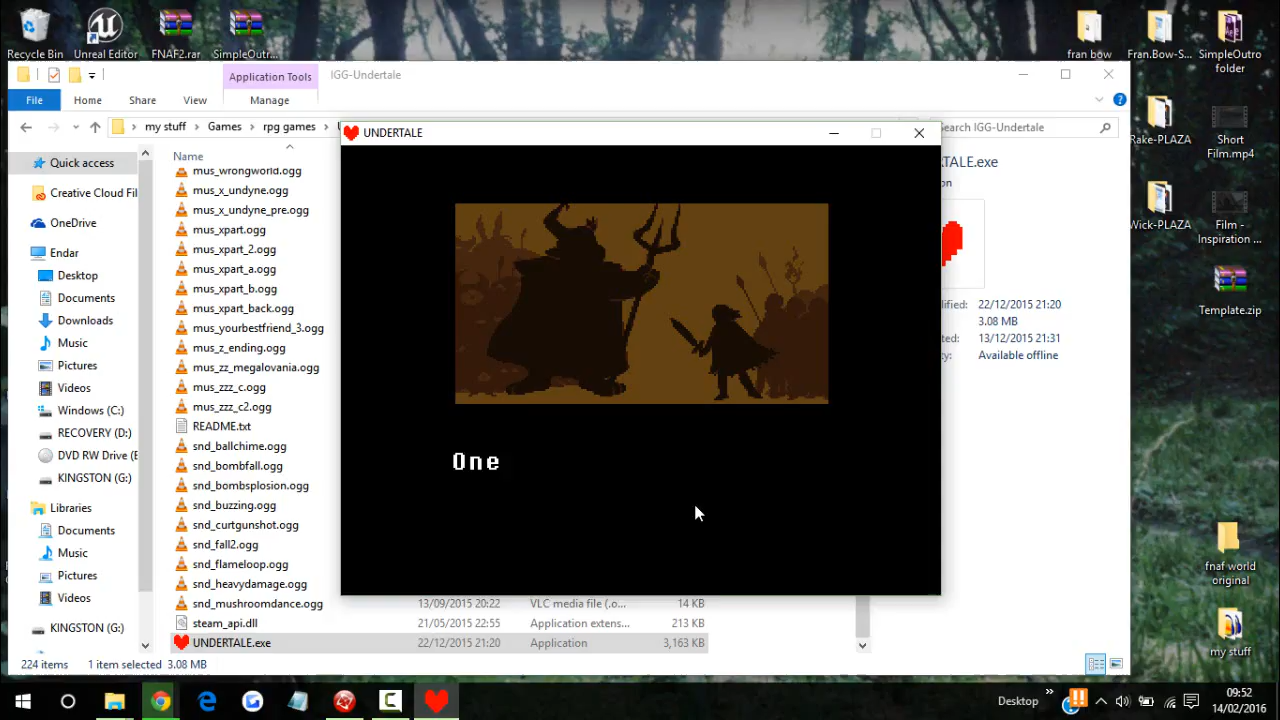 Recycle Bin
Unreal Editor
FNAF2.rar
SimpleOutr...
fran bow
Fran.Bow-S...
SimpleOutro folder
Application Tools
IGG-Undertale
File
Home
Share
View
Manage
my stuff
Games
rpg games
Search IGG-Undertale
UNDERTALE
Name
Quick access
Creative Cloud Fil
OneDrive
Endar
Desktop
Documents
Downloads
Music
Pictures
Videos
Windows (C:)
RECOVERY (D:)
DVD RW Drive (E
KINGSTON (G:)
Libraries
Documents
Music
Pictures
Videos
KINGSTON (G:)
mus_wrongworld.ogg
mus_x_undyne.ogg
mus_x_undyne_pre.ogg
mus_xpart.ogg
mus_xpart_2.ogg
mus_xpart_a.ogg
mus_xpart_b.ogg
mus_xpart_back.ogg
mus_yourbestfriend_3.ogg
mus_z_ending.ogg
mus_zz_megalovania.ogg
mus_zzz_c.ogg
mus_zzz_c2.ogg
README.txt
snd_ballchime.ogg
snd_bombfall.ogg
snd_bombsplosion.ogg
snd_buzzing.ogg
snd_curtgunshot.ogg
snd_fall2.ogg
snd_flameloop.ogg
snd_heavydamage.ogg
snd_mushroomdance.ogg 13/09/2015 20:22 VLC media file (.o... 14 KB
steam_api.dll 21/05/2015 22:55 Application extens... 213 KB
UNDERTALE.exe 22/12/2015 21:20 Application 3,163 KB
One
TALE.exe
on
dified: 22/12/2015 21:20
3.08 MB
ted: 13/12/2015 21:31
ty: Available offline
Rake-PLAZA
Short Film.mp4
Wick-PLAZA
Film - Inspiration ...
Template.zip
fnaf world original
my stuff
224 items
1 item selected 3.08 MB
Desktop
09:52
14/02/2016